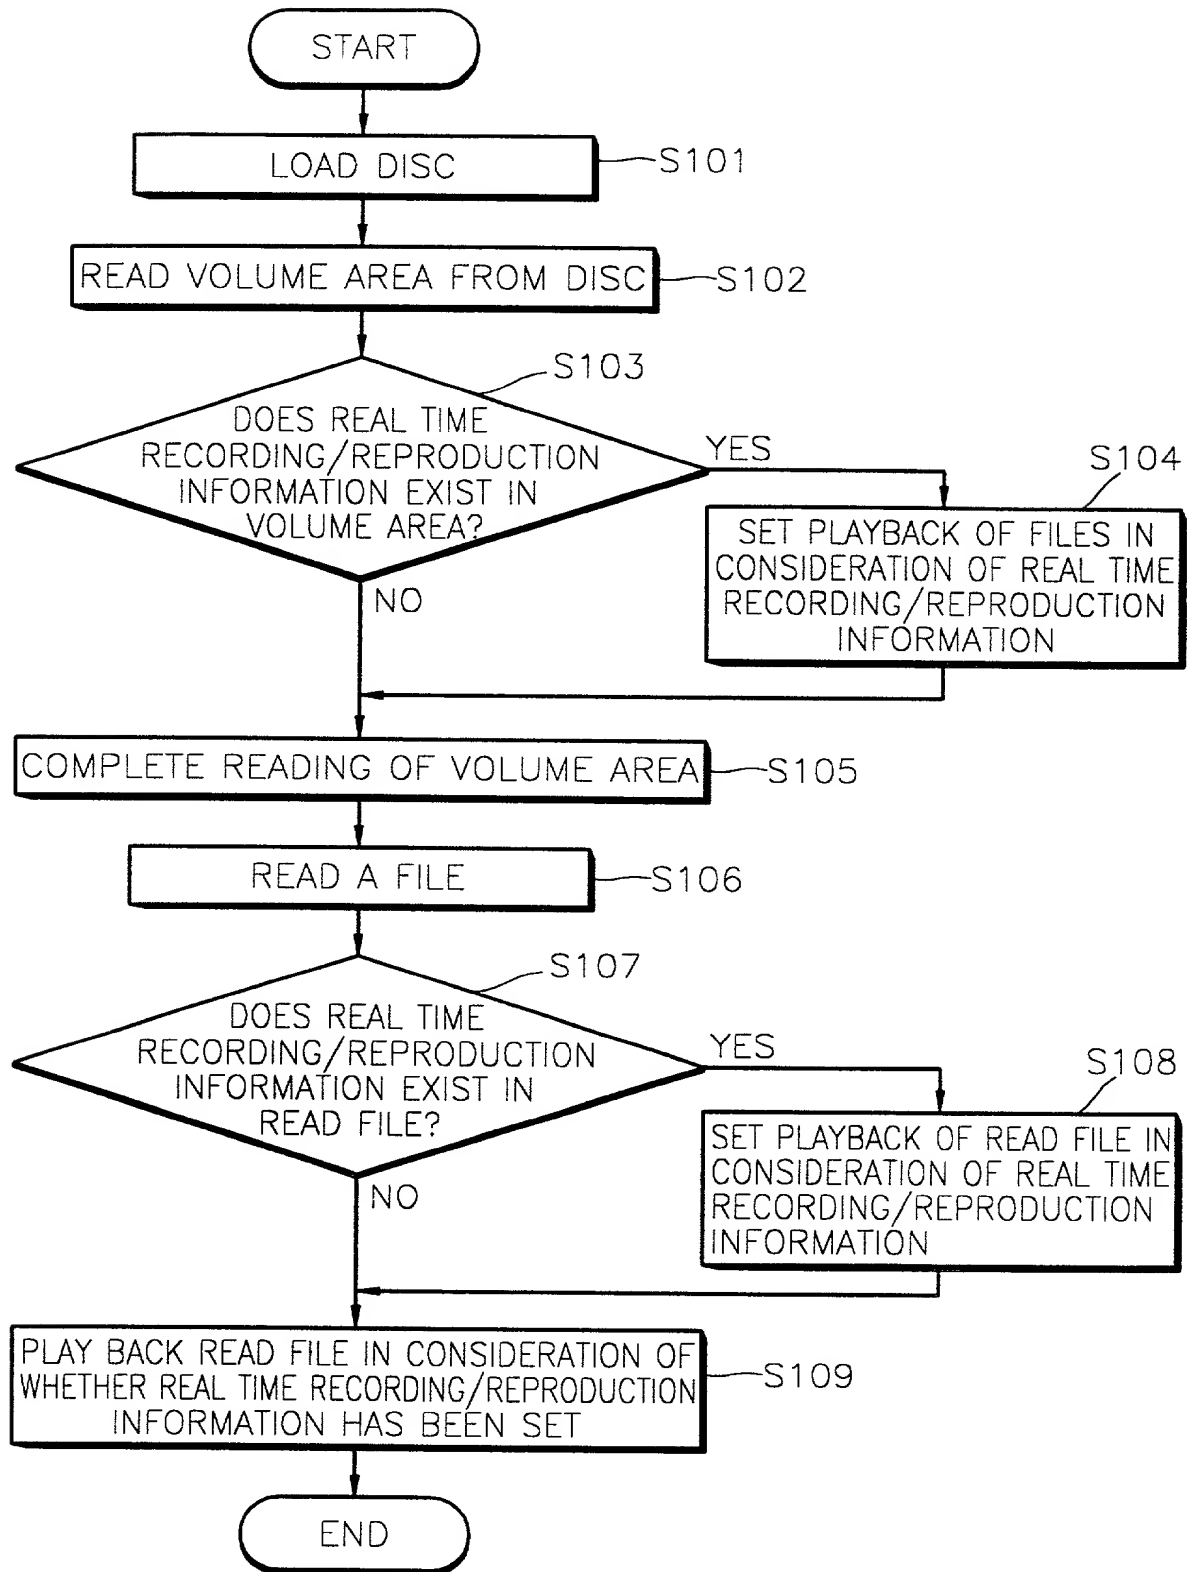 START
LOAD DISC
S101
READ VOLUME AREA FROM DISC
S102
S103
DOES REAL TIME
RECORDING/REPRODUCTION
INFORMATION EXIST IN
VOLUME AREA?
YES
NO
S104
SET PLAYBACK OF FILES IN
CONSIDERATION OF REAL TIME
RECORDING/REPRODUCTION
INFORMATION
COMPLETE READING OF VOLUME AREA
S105
READ A FILE
S106
S107
DOES REAL TIME
RECORDING/REPRODUCTION
INFORMATION EXIST IN
READ FILE?
YES
NO
S108
SET PLAYBACK OF READ FILE IN
CONSIDERATION OF REAL TIME
RECORDING/REPRODUCTION
INFORMATION
PLAY BACK READ FILE IN CONSIDERATION OF
WHETHER REAL TIME RECORDING/REPRODUCTION
INFORMATION HAS BEEN SET
S109
END